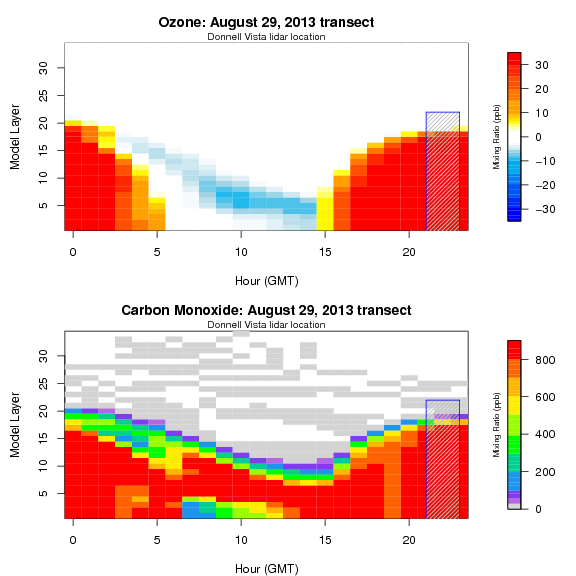 Ozone: August 29, 2013 transect
Donnell Vista lidar location
Model Layer
5 10 15 20 25 30
0 5 10 15 20
Hour (GMT)
Mixing Ratio (ppb)
30
20
10
0
−10
−20
−30
Carbon Monoxide: August 29, 2013 transect
Donnell Vista lidar location
Model Layer
5 10 15 20 25 30
0 5 10 15 20
Hour (GMT)
Mixing Ratio (ppb)
800
600
400
200
0